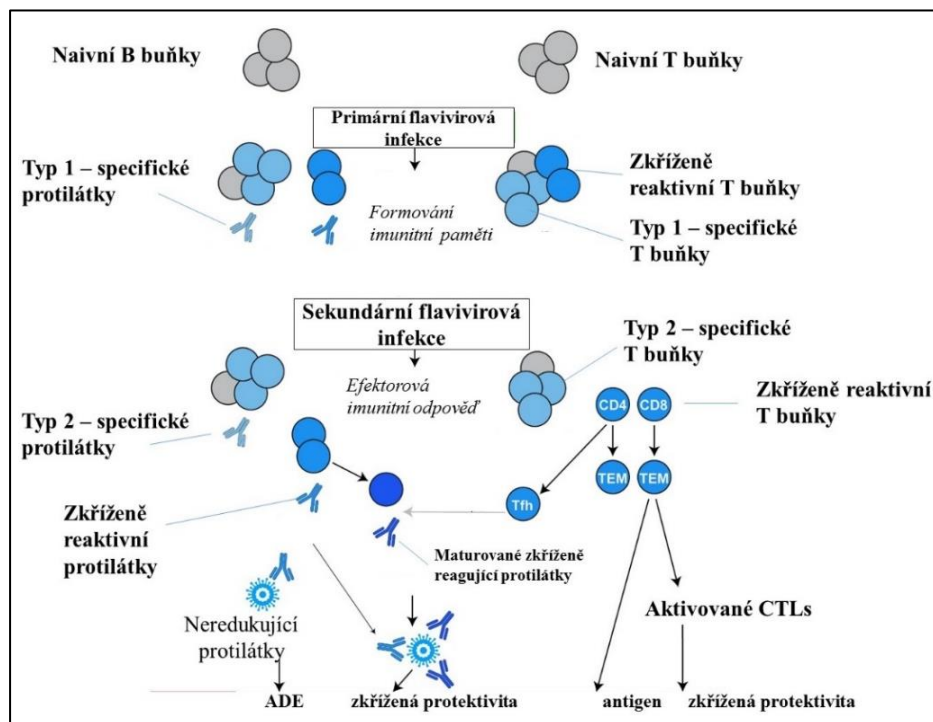 Naivní B buňky
Naivní T buňky
Primární flavivirová
infekce
Typ 1 – specifické
protilátky
Zkříženě
reaktivní T buňky
Formování
imunitní paměti
Typ 1 – specifické
T buňky
Sekundární flavivirová
infekce
Typ 2 – specifické
T buňky
Efektorová
imunitní odpověď
Zkříženě reaktivní
T buňky
CD4
CD8
Typ 2 – specifické
protilátky
TEM
TEM
Tfh
Zkříženě
reaktivní
protilátky
Maturované zkříženě
reagující protilátky
Aktivované CTLs
Neredukující
protilátky
ADE
zkřížená protektivita
antigen
zkřížená protektivita